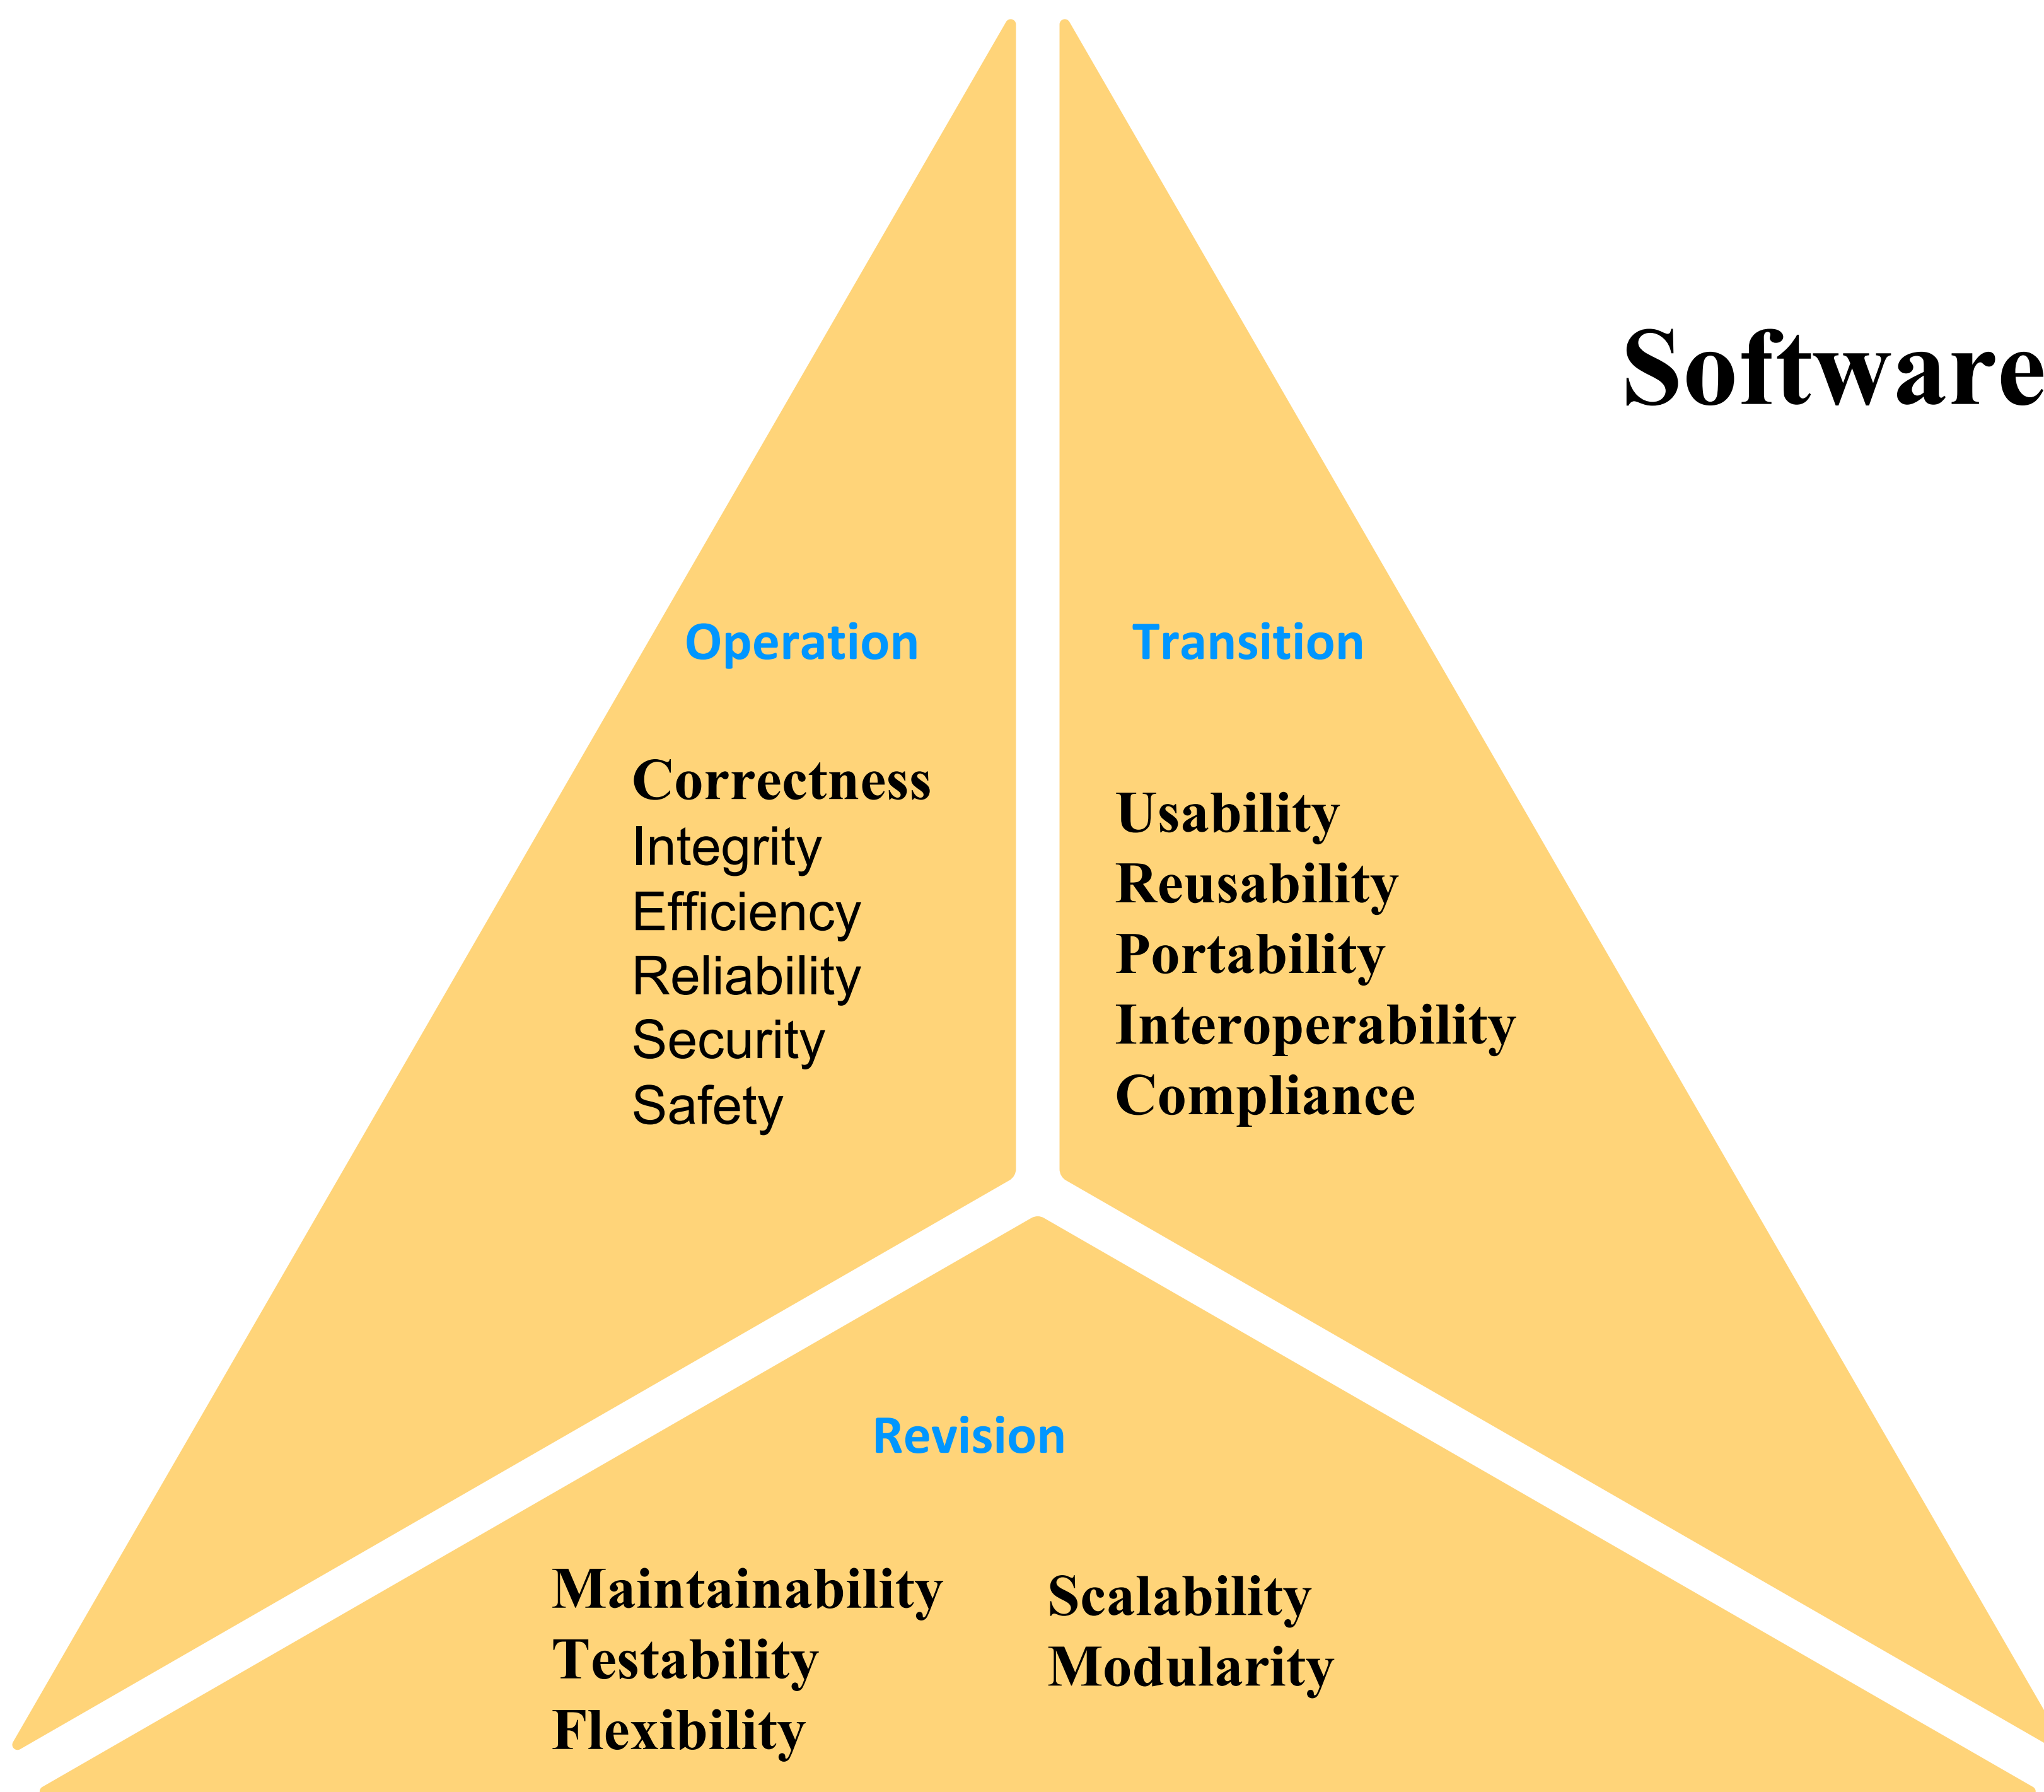 Software
Operation
Correctness
Integrity
Efficiency
Reliability
Security
Safety
Transition
Usability
Reusability
Portability
Interoperability
Compliance
Revision
Maintainability
Testability
Flexibility
Scalability
Modularity